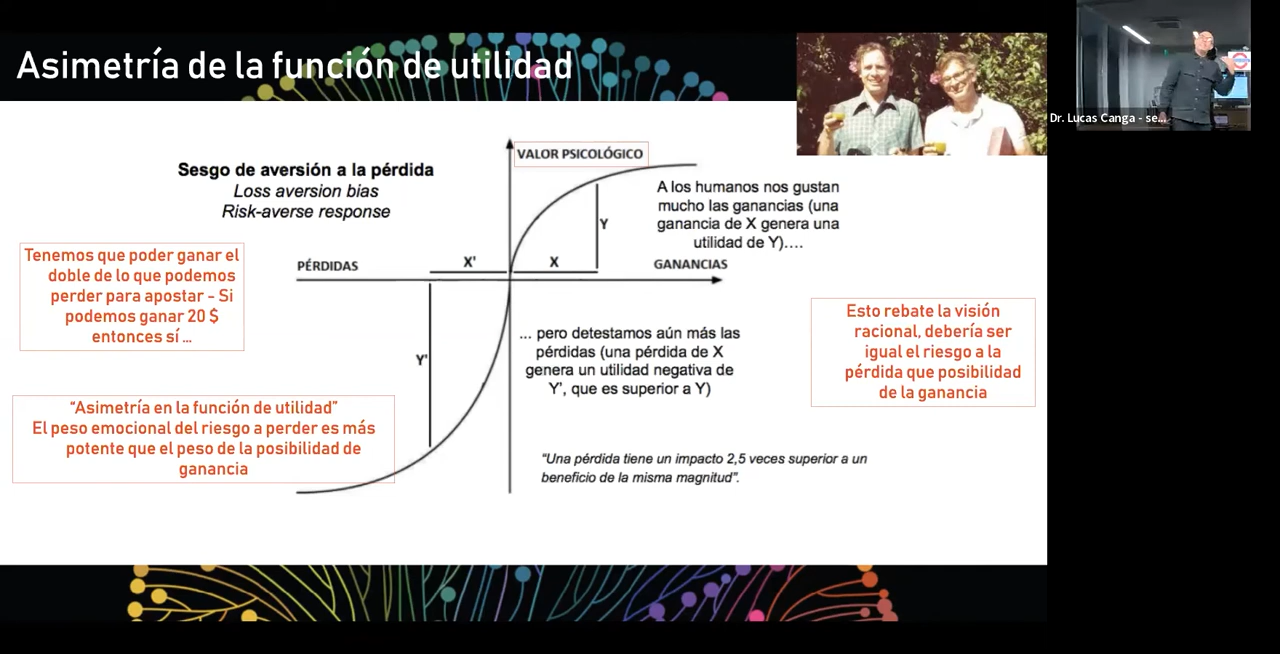 Asimetría de la función de utilidad
Dr. Lucas Canga - se...
Sesgo de aversión a la pérdida
Loss aversion bias
Risk-averse response
VALOR PSICOLÓGICO
A los humanos nos gustan
mucho las ganancias (una
ganancia de X genera una
utilidad de Y)....
Y
Tenemos que poder ganar el
doble de lo que podemos
perder para apostar - Si
podemos ganar 20 $
entonces sí ...
PÉRDIDAS
X'
X
GANANCIAS
... pero detestamos aún más las
pérdidas (una pérdida de X
genera un utilidad negativa de
Y', que es superior a Y)
Y'
Esto rebate la visión
racional, debería ser
igual el riesgo a la
pérdida que posibilidad
de la ganancia
“Asimetría en la función de utilidad”
El peso emocional del riesgo a perder es más
potente que el peso de la posibilidad de
ganancia
“Una pérdida tiene un impacto 2,5 veces superior a un
beneficio de la misma magnitud”.